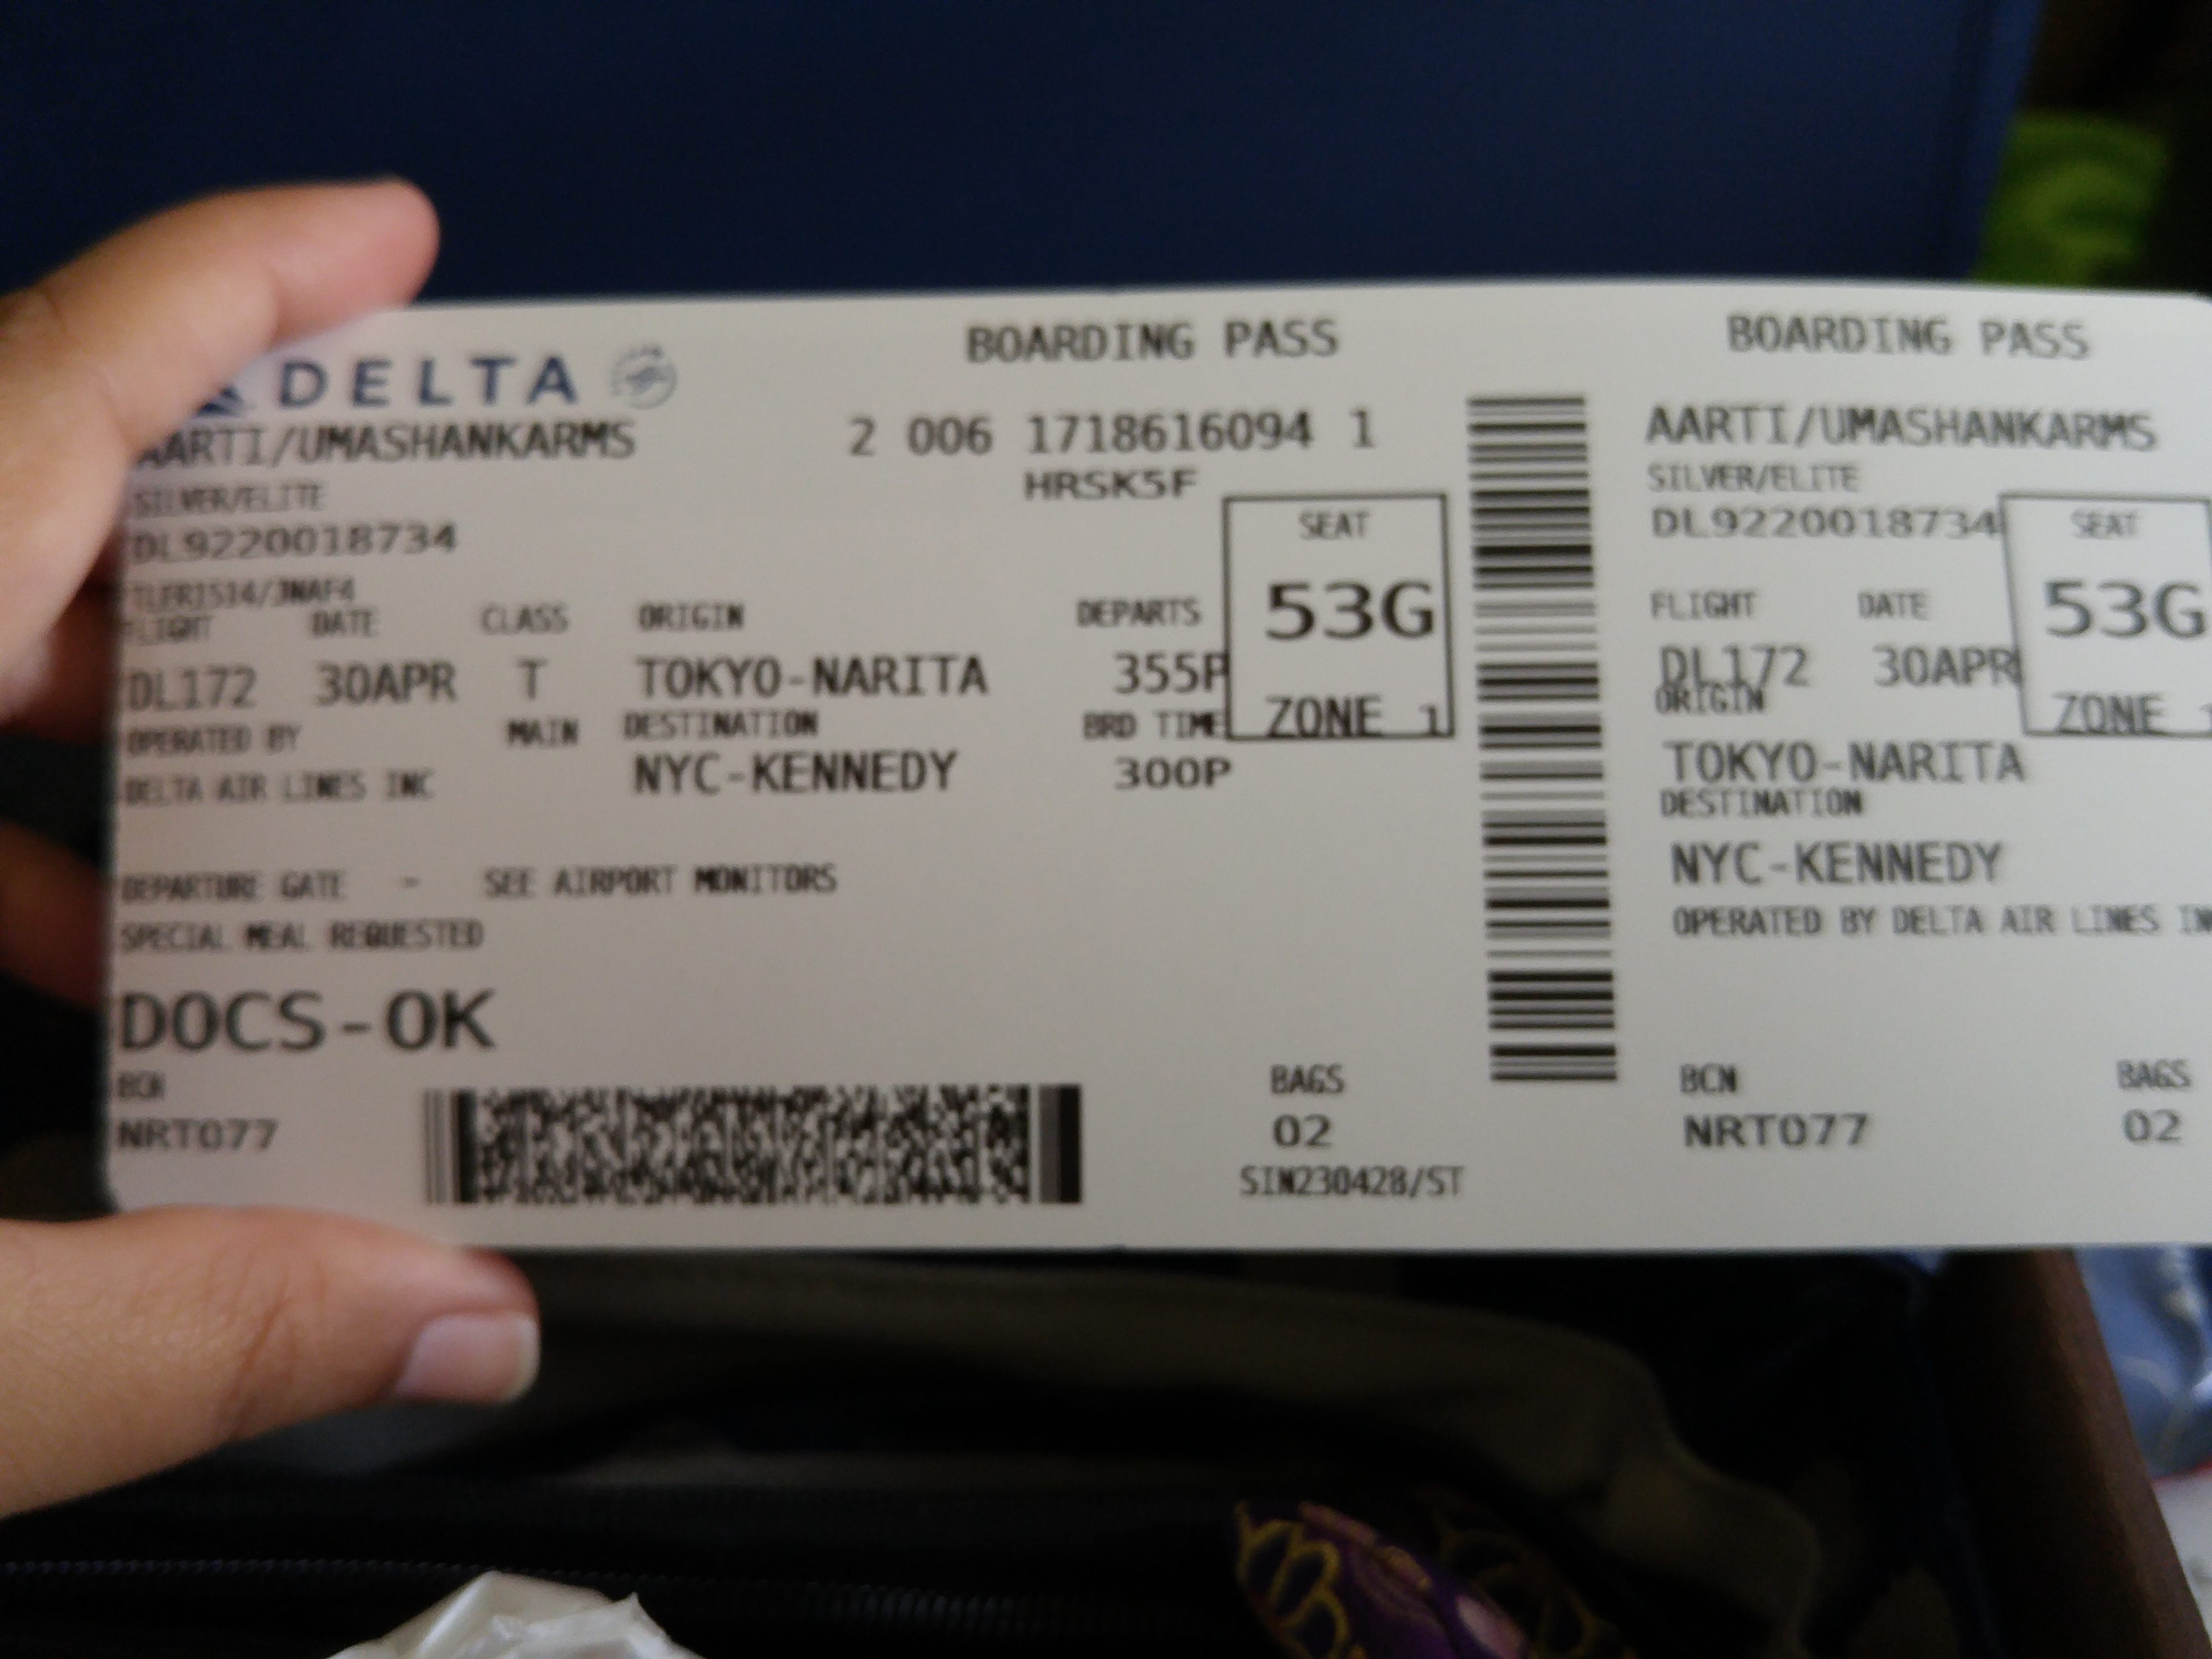 DELTA
BOARDING PASS
AARTI/UMASHANKARMS
2 006 1718616094 1
SILVER/ELITE
HRSK5F
DL9220018734
SEAT
53G
ZONE 1
FLIGHT DATE CLASS ORIGIN DEPARTS
DL172 30APR T TOKYO-NARITA 355P
OPERATED BY MAIN DESTINATION BRD TIME
DELTA AIR LINES INC NYC-KENNEDY 300P
DEPARTURE GATE - SEE AIRPORT MONITORS
SPECIAL MEAL REQUESTED
DOCS-OK
BCN
NRT077
BAGS
02
SIN230428/ST
BOARDING PASS
AARTI/UMASHANKARMS
SILVER/ELITE
DL9220018734
SEAT
53G
ZONE 1
FLIGHT DATE
DL172 30APR
ORIGIN
TOKYO-NARITA
DESTINATION
NYC-KENNEDY
OPERATED BY DELTA AIR LINES
BCN BAGS
NRT077 02